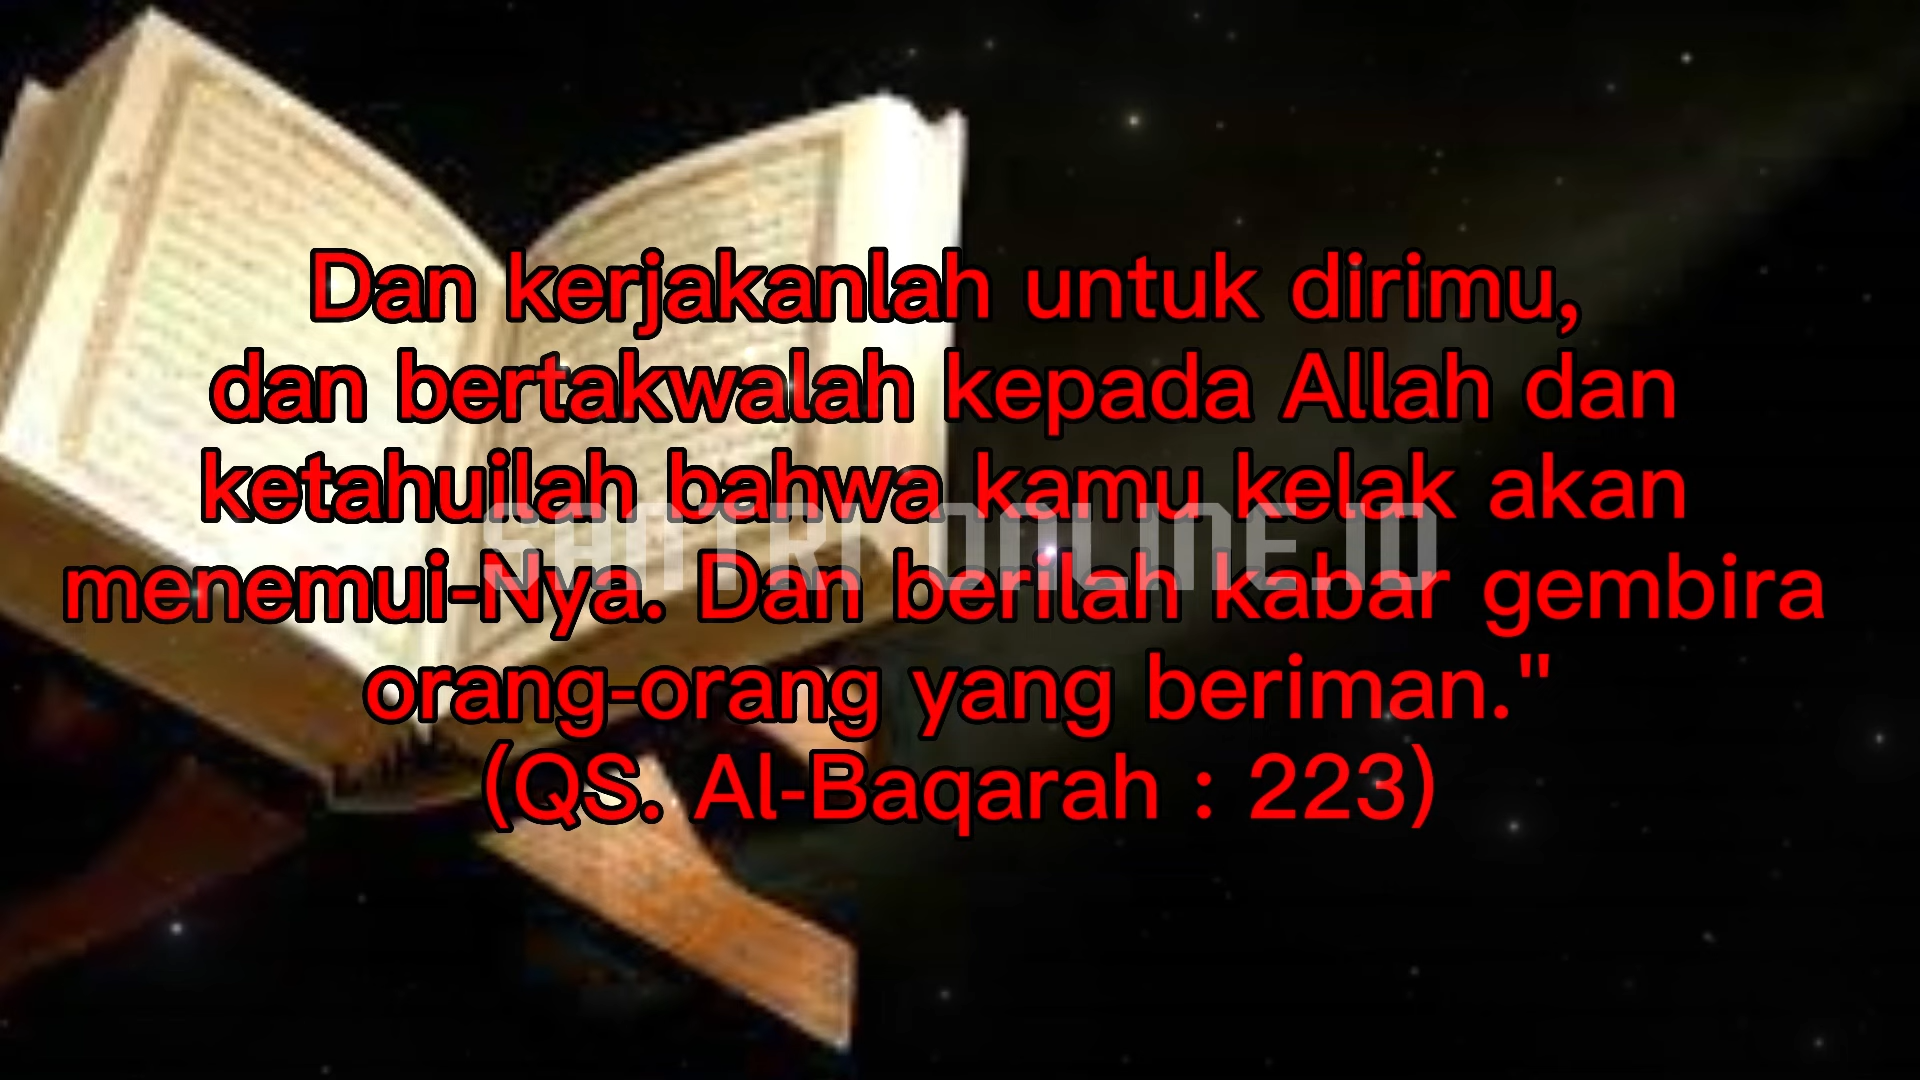 Dan kerjakanlah untuk dirimu,
dan bertakwalah kepada Allah dan
ketahuilah bahwa kamu kelak akan
SANTRI ONLINE.ID
menemui-Nya. Dan berilah kabar gembira
orang-orang yang beriman."
(QS. Al-Baqarah : 223)